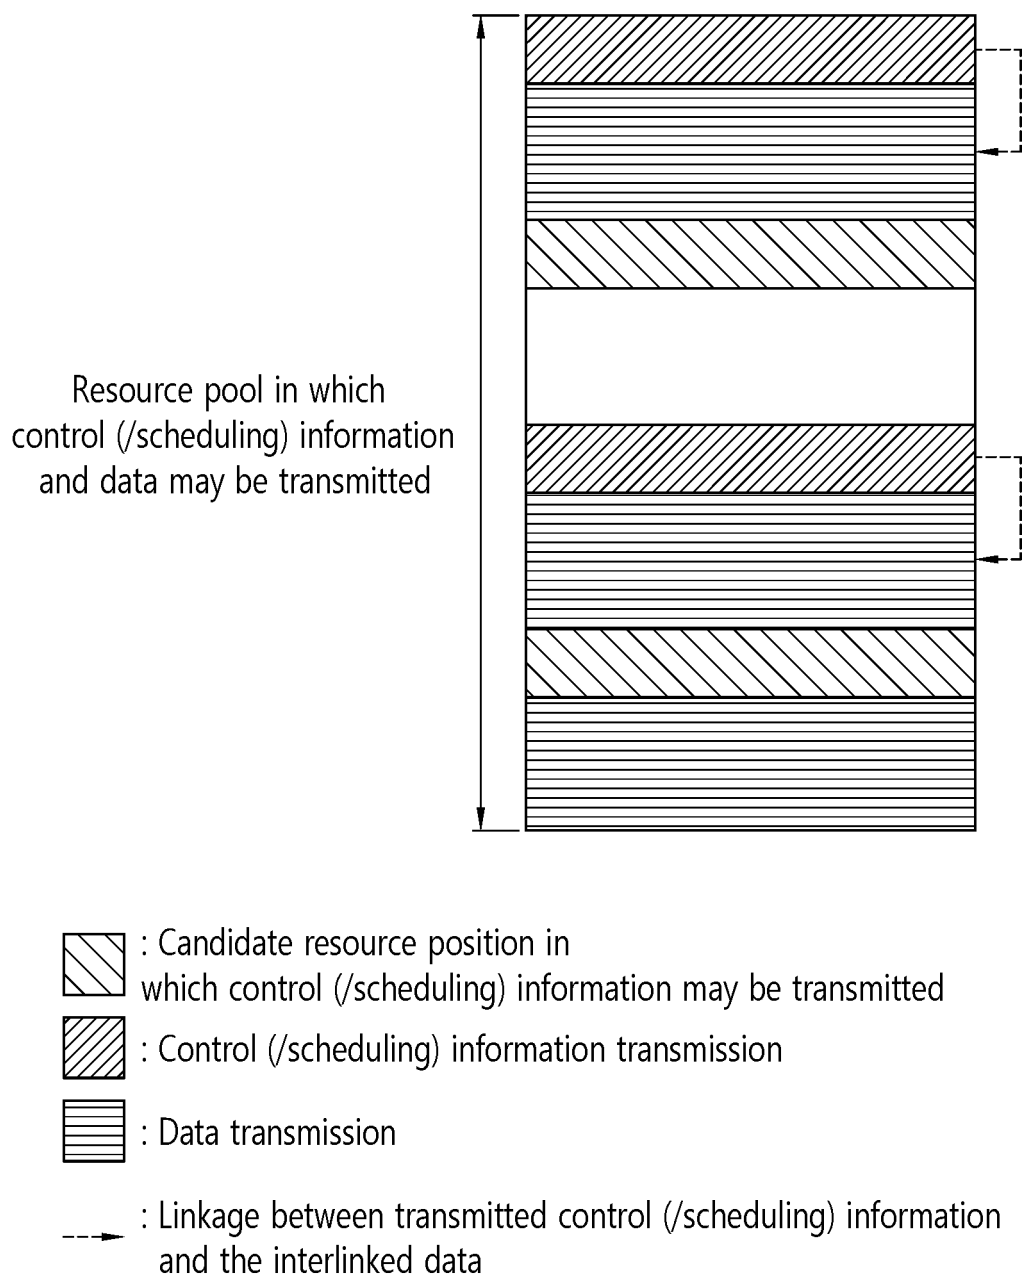 Resource pool in which
control (/scheduling) information
and data may be transmitted
: Candidate resource position in
which control (/scheduling) information may be transmitted
: Control (/scheduling) information transmission
: Data transmission
: Linkage between transmitted control (/scheduling) information
and the interlinked data